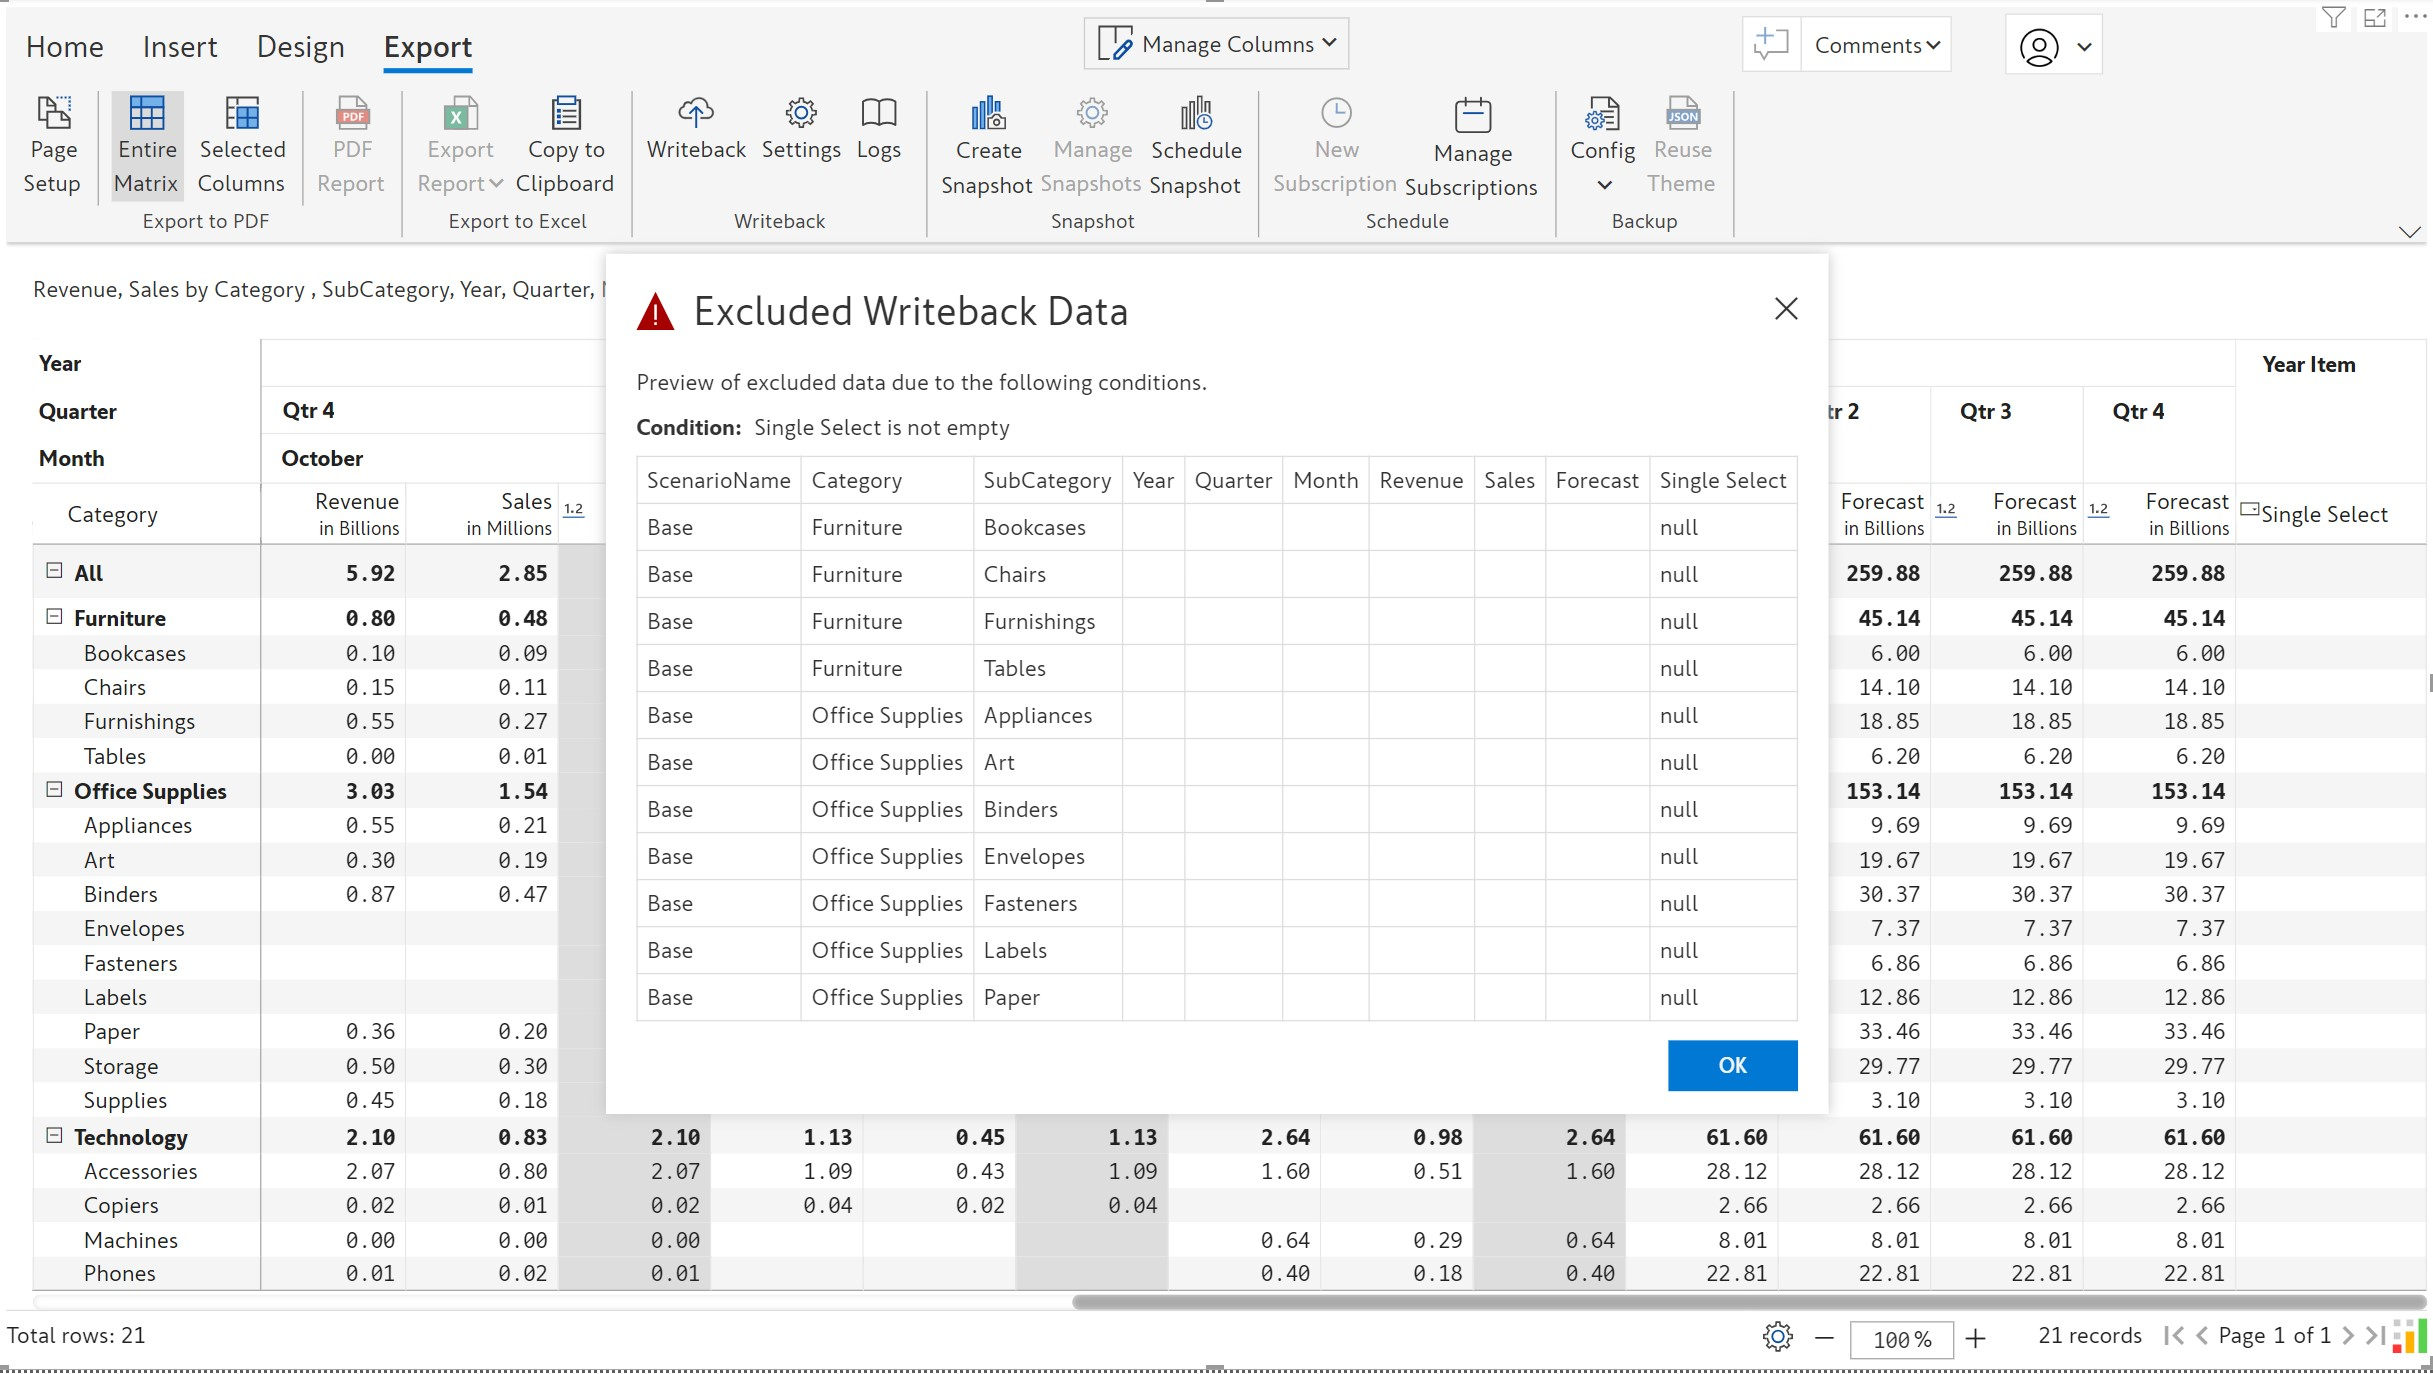 Home Insert Design Export Manage Columns Comments
Page Setup
Entire Matrix
Selected Columns
PDF Report
Export to PDF
Export Report
Copy to Clipboard
Export to Excel
Writeback Settings Logs
Writeback
Create Snapshot
Manage Snapshots
Schedule Snapshot
Snapshot
New Subscription
Manage Subscriptions
Schedule
Config
JSON
Reuse Theme
Backup
Revenue, Sales by Category , SubCategory, Year, Quarter,
Excluded Writeback Data
Preview of excluded data due to the following conditions.
Condition: Single Select is not empty
ScenarioName Category SubCategory Year Quarter Month Revenue Sales Forecast Single Select
Base Furniture Bookcases null
Base Furniture Chairs null
Base Furniture Furnishings null
Base Furniture Tables null
Base Office Supplies Appliances null
Base Office Supplies Art null
Base Office Supplies Binders null
Base Office Supplies Envelopes null
Base Office Supplies Fasteners null
Base Office Supplies Labels null
Base Office Supplies Paper null
OK
Year Year Item
Quarter Qtr 4 tr 2 Qtr 3 Qtr 4
Month October
Category Revenue in Billions Sales in Millions 1.2 Forecast in Billions 1.2 Forecast in Billions 1.2 Forecast in Billions Single Select
All 5.92 2.85 259.88 259.88 259.88
Furniture 0.80 0.48 45.14 45.14 45.14
Bookcases 0.10 0.09 6.00 6.00 6.00
Chairs 0.15 0.11 14.10 14.10 14.10
Furnishings 0.55 0.27 18.85 18.85 18.85
Tables 0.00 0.01 6.20 6.20 6.20
Office Supplies 3.03 1.54 153.14 153.14 153.14
Appliances 0.55 0.21 9.69 9.69 9.69
Art 0.30 0.19 19.67 19.67 19.67
Binders 0.87 0.47 30.37 30.37 30.37
Envelopes 7.37 7.37 7.37
Fasteners 6.86 6.86 6.86
Labels 12.86 12.86 12.86
Paper 0.36 0.20 33.46 33.46 33.46
Storage 0.50 0.30 29.77 29.77 29.77
Supplies 0.45 0.18 3.10 3.10 3.10
Technology 2.10 0.83 2.10 1.13 0.45 1.13 2.64 0.98 2.64 61.60 61.60 61.60 61.60
Accessories 2.07 0.80 2.07 1.09 0.43 1.09 1.60 0.51 1.60 28.12 28.12 28.12 28.12
Copiers 0.02 0.01 0.02 0.04 0.02 0.04 2.66 2.66 2.66 2.66
Machines 0.00 0.00 0.00 0.64 0.29 0.64 8.01 8.01 8.01 8.01
Phones 0.01 0.02 0.01 0.40 0.18 0.40 22.81 22.81 22.81 22.81
Total rows: 21 100 % 21 records Page 1 of 1